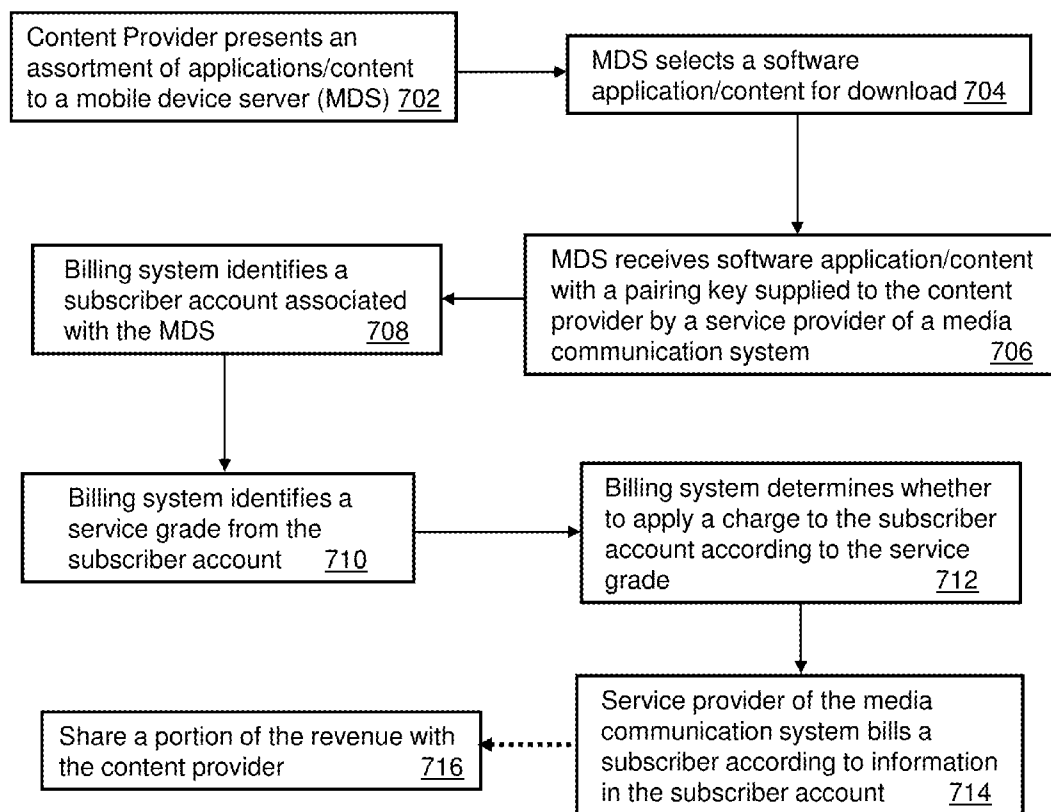 Content Provider presents an
assortment of applications/content
to a mobile device server (MDS) 702
MDS selects a software
application/content for download 704
MDS receives software application/content
with a pairing key supplied to the content
provider by a service provider of a media
communication system 706
Billing system identifies a
subscriber account associated
with the MDS 708
Billing system identifies a
service grade from the
subscriber account 710
Billing system determines whether
to apply a charge to the subscriber
account according to the service
grade 712
Service provider of the media
communication system bills a
subscriber according to information
in the subscriber account 714
Share a portion of the revenue with
the content provider 716